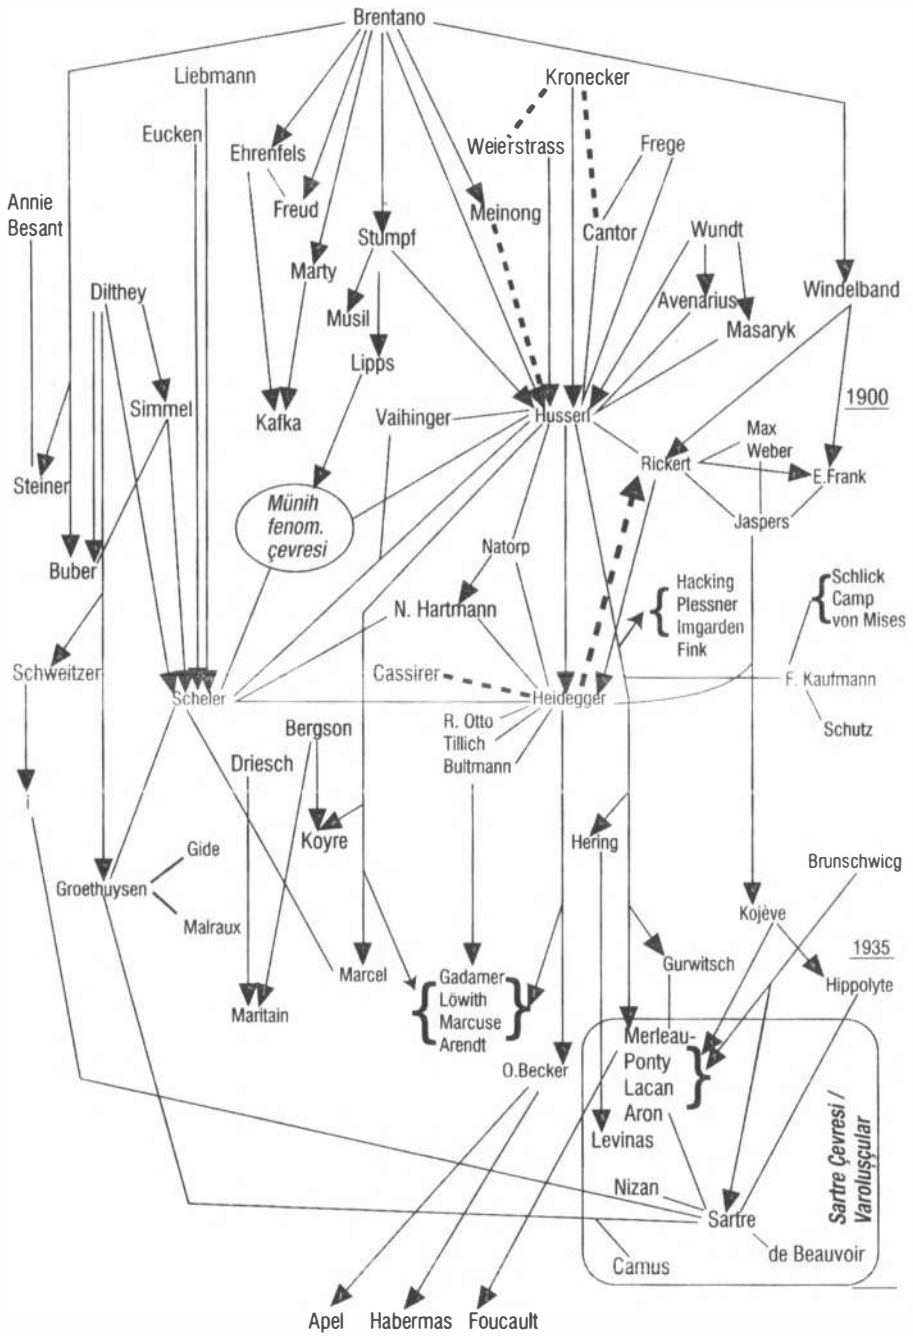 Brentano
Liebmann
Kronecker
Eucken
Ehrenfels
Weierstrass
Frege
Annie
Besant
Freud
Meinong
Stumpf
Cantor
Wundt
Marty
Dilthey
Musil
Avenarius
Windelband
Masaryk
Lipps
Simmel
Kafka
Vaihinger
Husserl
1900
Max
Weber
Rickert
E.Frank
Steiner
Münih
fenom.
çevresi
Jaspers
Natorp
Buber
N. Hartmann
Hacking
Plessner
Imgarden
Fink
Schlick
Camp
von Mises
Schweitzer
Cassirer
Scheler
Heidegger
F. Kaufmann
R. Otto
Tillich
Bultmann
Schutz
Bergson
Driesch
i
Koyre
Hering
Gide
Brunschwicg
Groethuysen
Malraux
Kojève
1935
Marcel
Gurwitsch
Hippolyte
Maritain
Gadamer
Löwith
Marcuse
Arendt
O.Becker
Merleau-
Ponty
Lacan
Aron
Levinas
Sartre Çevresi /
Varoluşçular
Nizan
Sartre
de Beauvoir
Camus
Apel
Habermas
Foucault